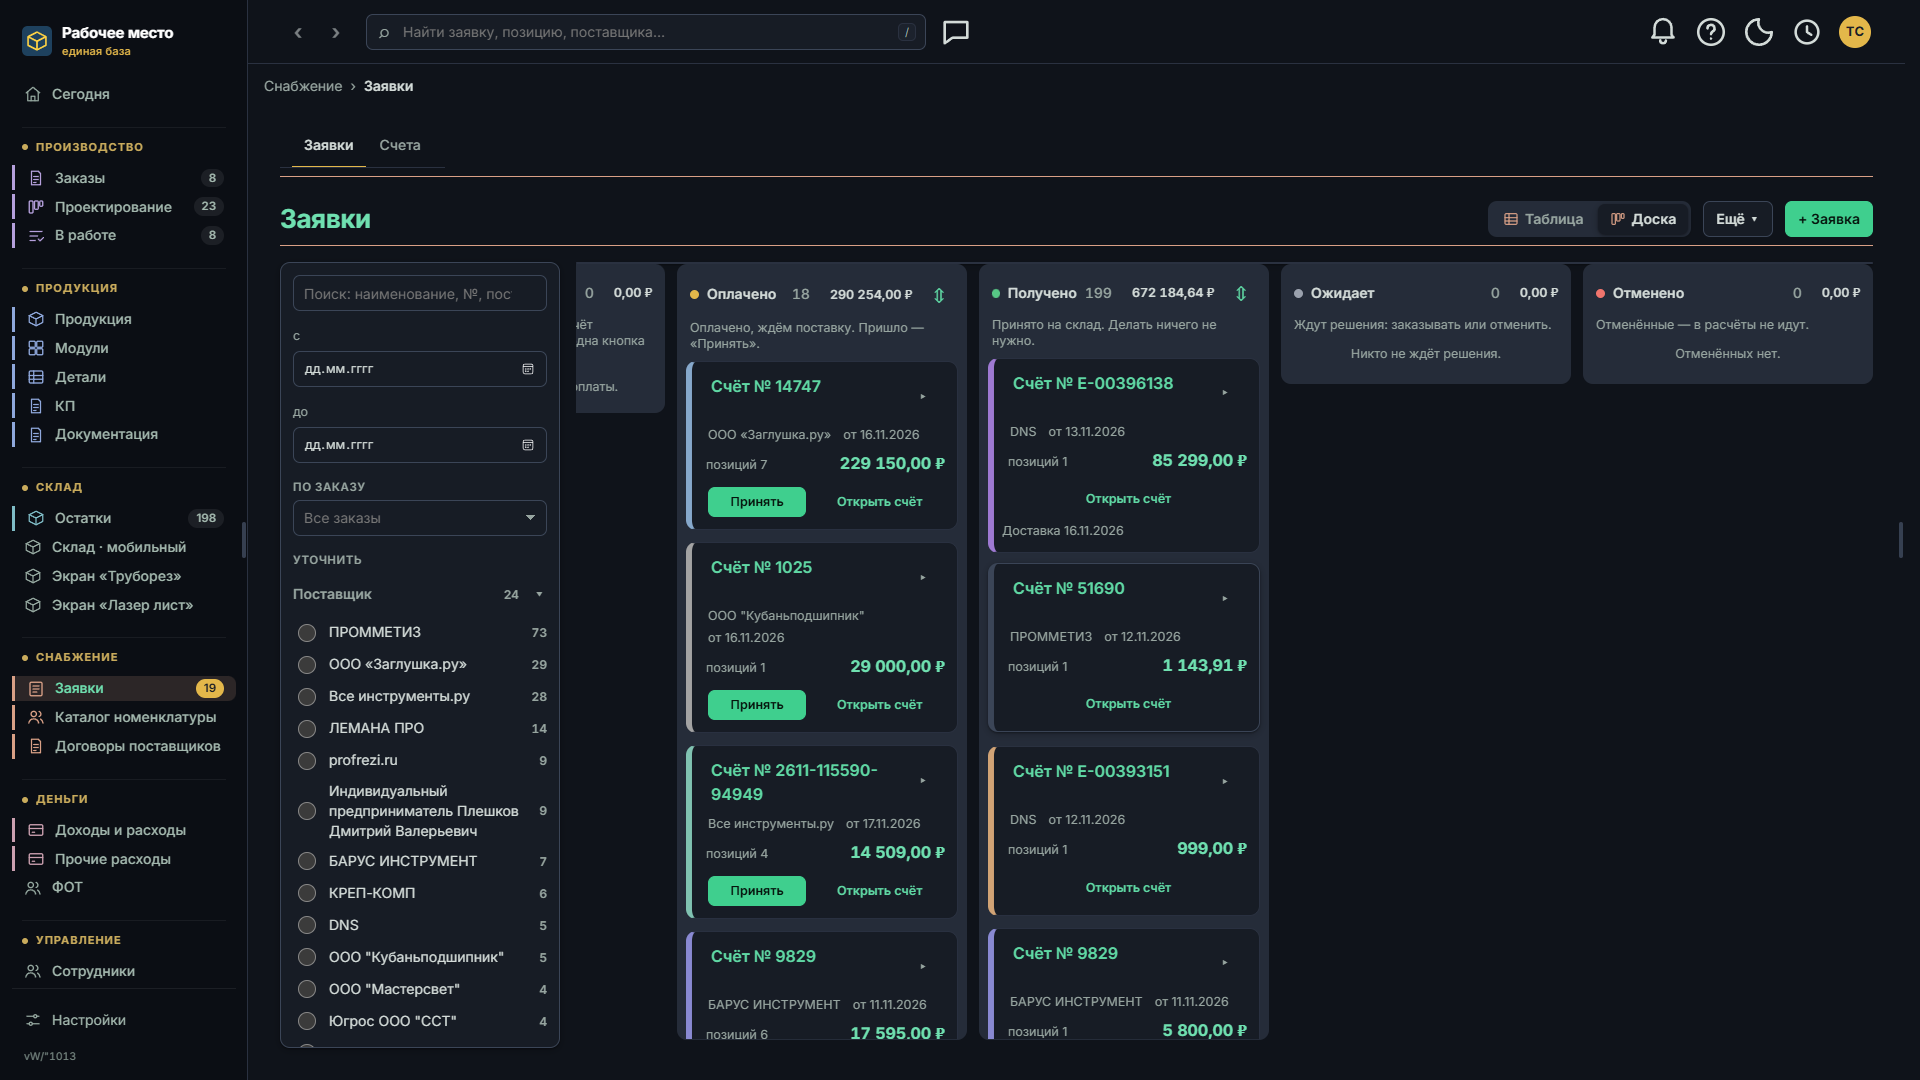 Рабочее место
единая база
Сегодня
ПРОИЗВОДСТВО
Заказы 8
Проектирование 23
В работе 8
ПРОДУКЦИЯ
Продукция
Модули
Детали
КП
Документация
СКЛАД
Остатки 198
Склад · мобильный
Экран «Труборез»
Экран «Лазер лист»
СНАБЖЕНИЕ
Заявки 19
Каталог номенклатуры
Договоры поставщиков
ДЕНЬГИ
Доходы и расходы
Прочие расходы
ФОТ
УПРАВЛЕНИЕ
Сотрудники
Настройки
vW/"1013
Найти заявку, позицию, поставщика... /
TC
Снабжение › Заявки
Заявки Счета
Заявки
Таблица Доска Ещё + Заявка
Поиск: наименование, №, пос
с
дд.мм.гггг
до
дд.мм.гггг
ПО ЗАКАЗУ
Все заказы
УТОЧНИТЬ
Поставщик 24
ПРОММЕТИЗ 73
ООО «Заглушка.ру» 29
Все инструменты.ру 28
ЛЕМАНА ПРО 14
profrezi.ru 9
Индивидуальный
предприниматель Плешков 9
Дмитрий Валерьевич
БАРУС ИНСТРУМЕНТ 7
КРЕП-КОМП 6
DNS 5
ООО "Кубаньподшипник" 5
ООО "Мастерсвет" 4
Югрос ООО "ССТ" 4
0 0,00 ₽
чёт
дна кнопка
оплаты.
Оплачено 18 290 254,00 ₽
Оплачено, ждём поставку. Пришло —
«Принять».
Счёт № 14747
ООО «Заглушка.ру» от 16.11.2026
позиций 7 229 150,00 ₽
Принять Открыть счёт
Счёт № 1025
ООО "Кубаньподшипник"
от 16.11.2026
позиций 1 29 000,00 ₽
Принять Открыть счёт
Счёт № 2611-115590-
94949
Все инструменты.ру от 17.11.2026
позиций 4 14 509,00 ₽
Принять Открыть счёт
Счёт № 9829
БАРУС ИНСТРУМЕНТ от 11.11.2026
позиций 6 17 595,00 ₽
Получено 199 672 184,64 ₽
Принято на склад. Делать ничего не
нужно.
Счёт № E-00396138
DNS от 13.11.2026
позиций 1 85 299,00 ₽
Открыть счёт
Доставка 16.11.2026
Счёт № 51690
ПРОММЕТИЗ от 12.11.2026
позиций 1 1 143,91 ₽
Открыть счёт
Счёт № E-00393151
DNS от 12.11.2026
позиций 1 999,00 ₽
Открыть счёт
Счёт № 9829
БАРУС ИНСТРУМЕНТ от 11.11.2026
позиций 1 5 800,00 ₽
Ожидает 0 0,00 ₽
Ждут решения: заказывать или отменить.
Никто не ждёт решения.
Отменено 0 0,00 ₽
Отменённые — в расчёты не идут.
Отменённых нет.